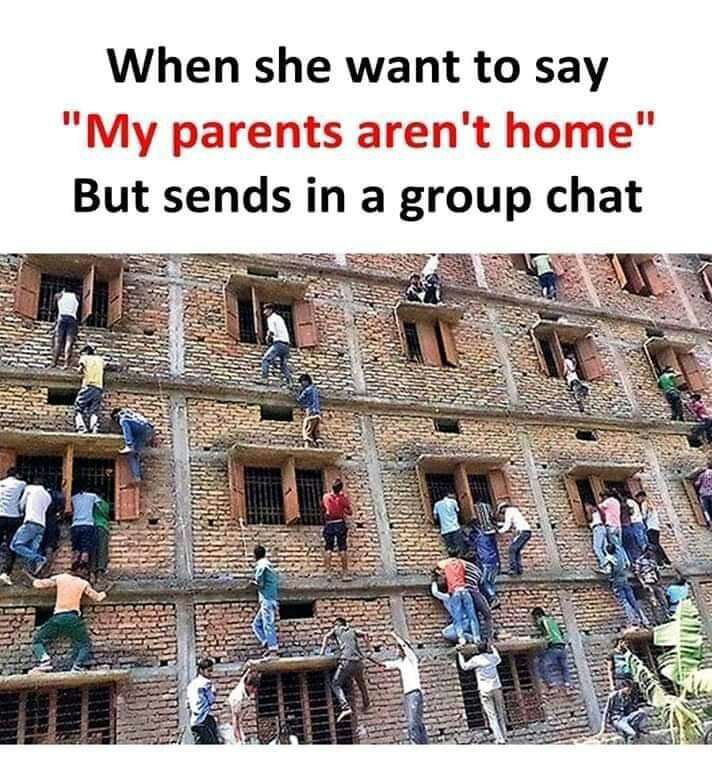 When she want to say
"My parents aren't home"
But sends in a group chat